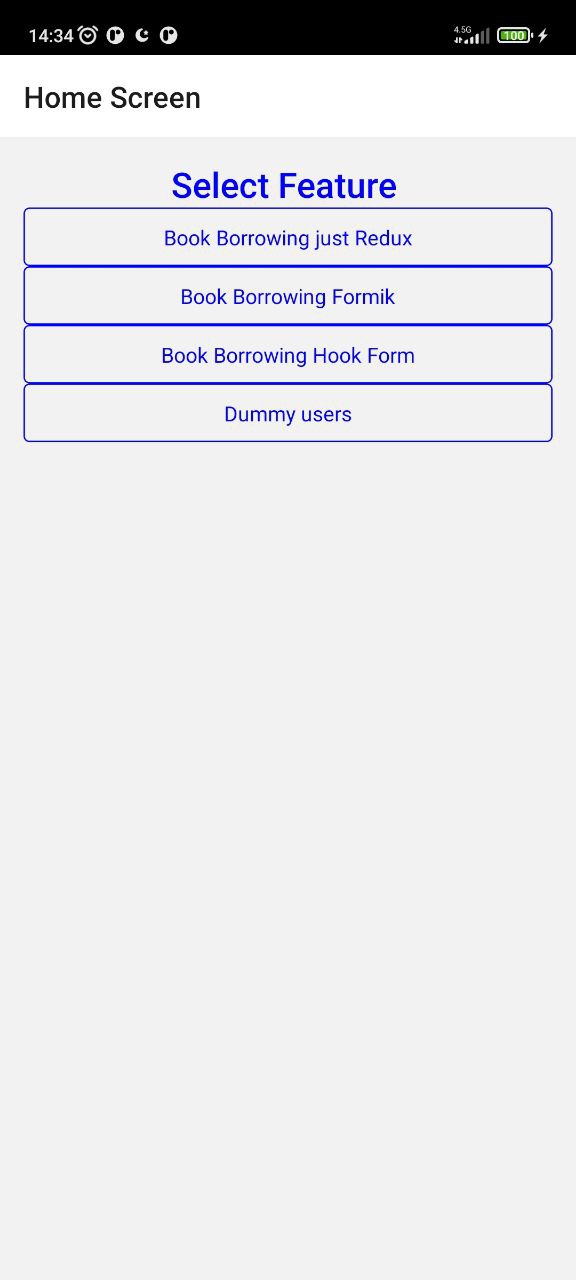 14:34
4.5G
100
Home Screen
Select Feature
Book Borrowing just Redux
Book Borrowing Formik
Book Borrowing Hook Form
Dummy users